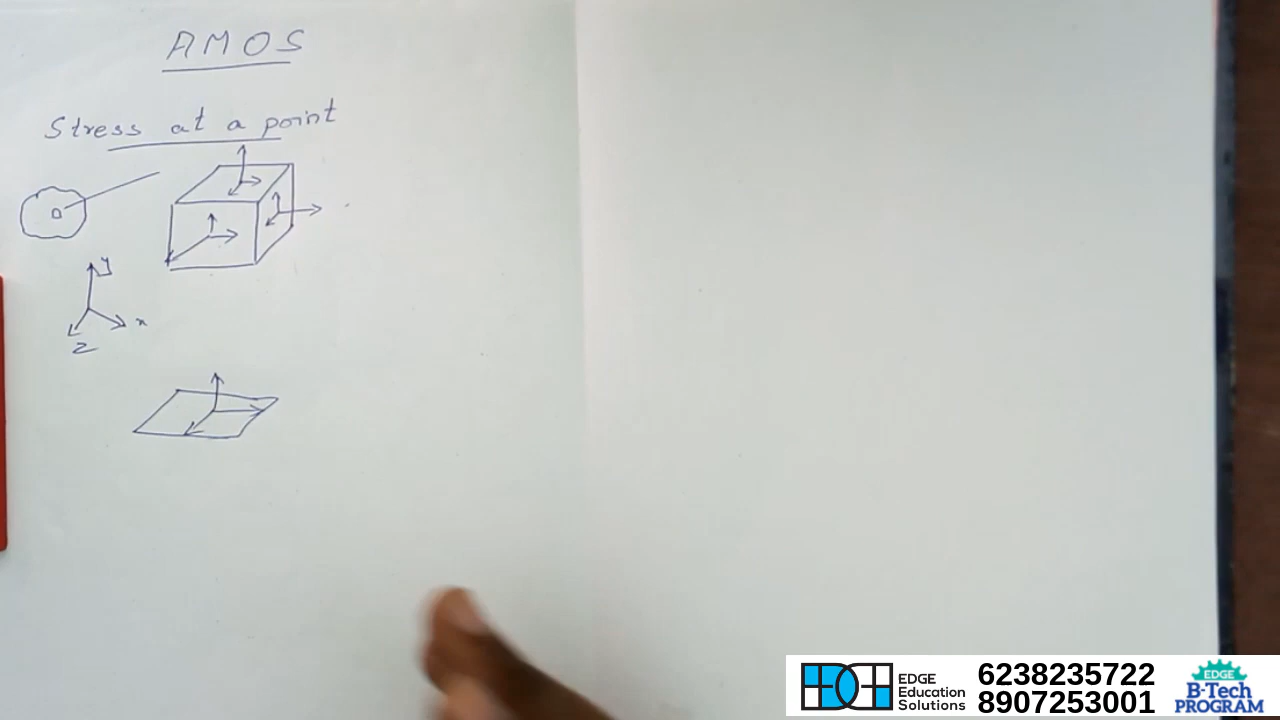 AMOS
Stress at a point
y
x
z
EDGE
Education
Solutions
6238235722
8907253001
EDGE
B-Tech
PROGRAM